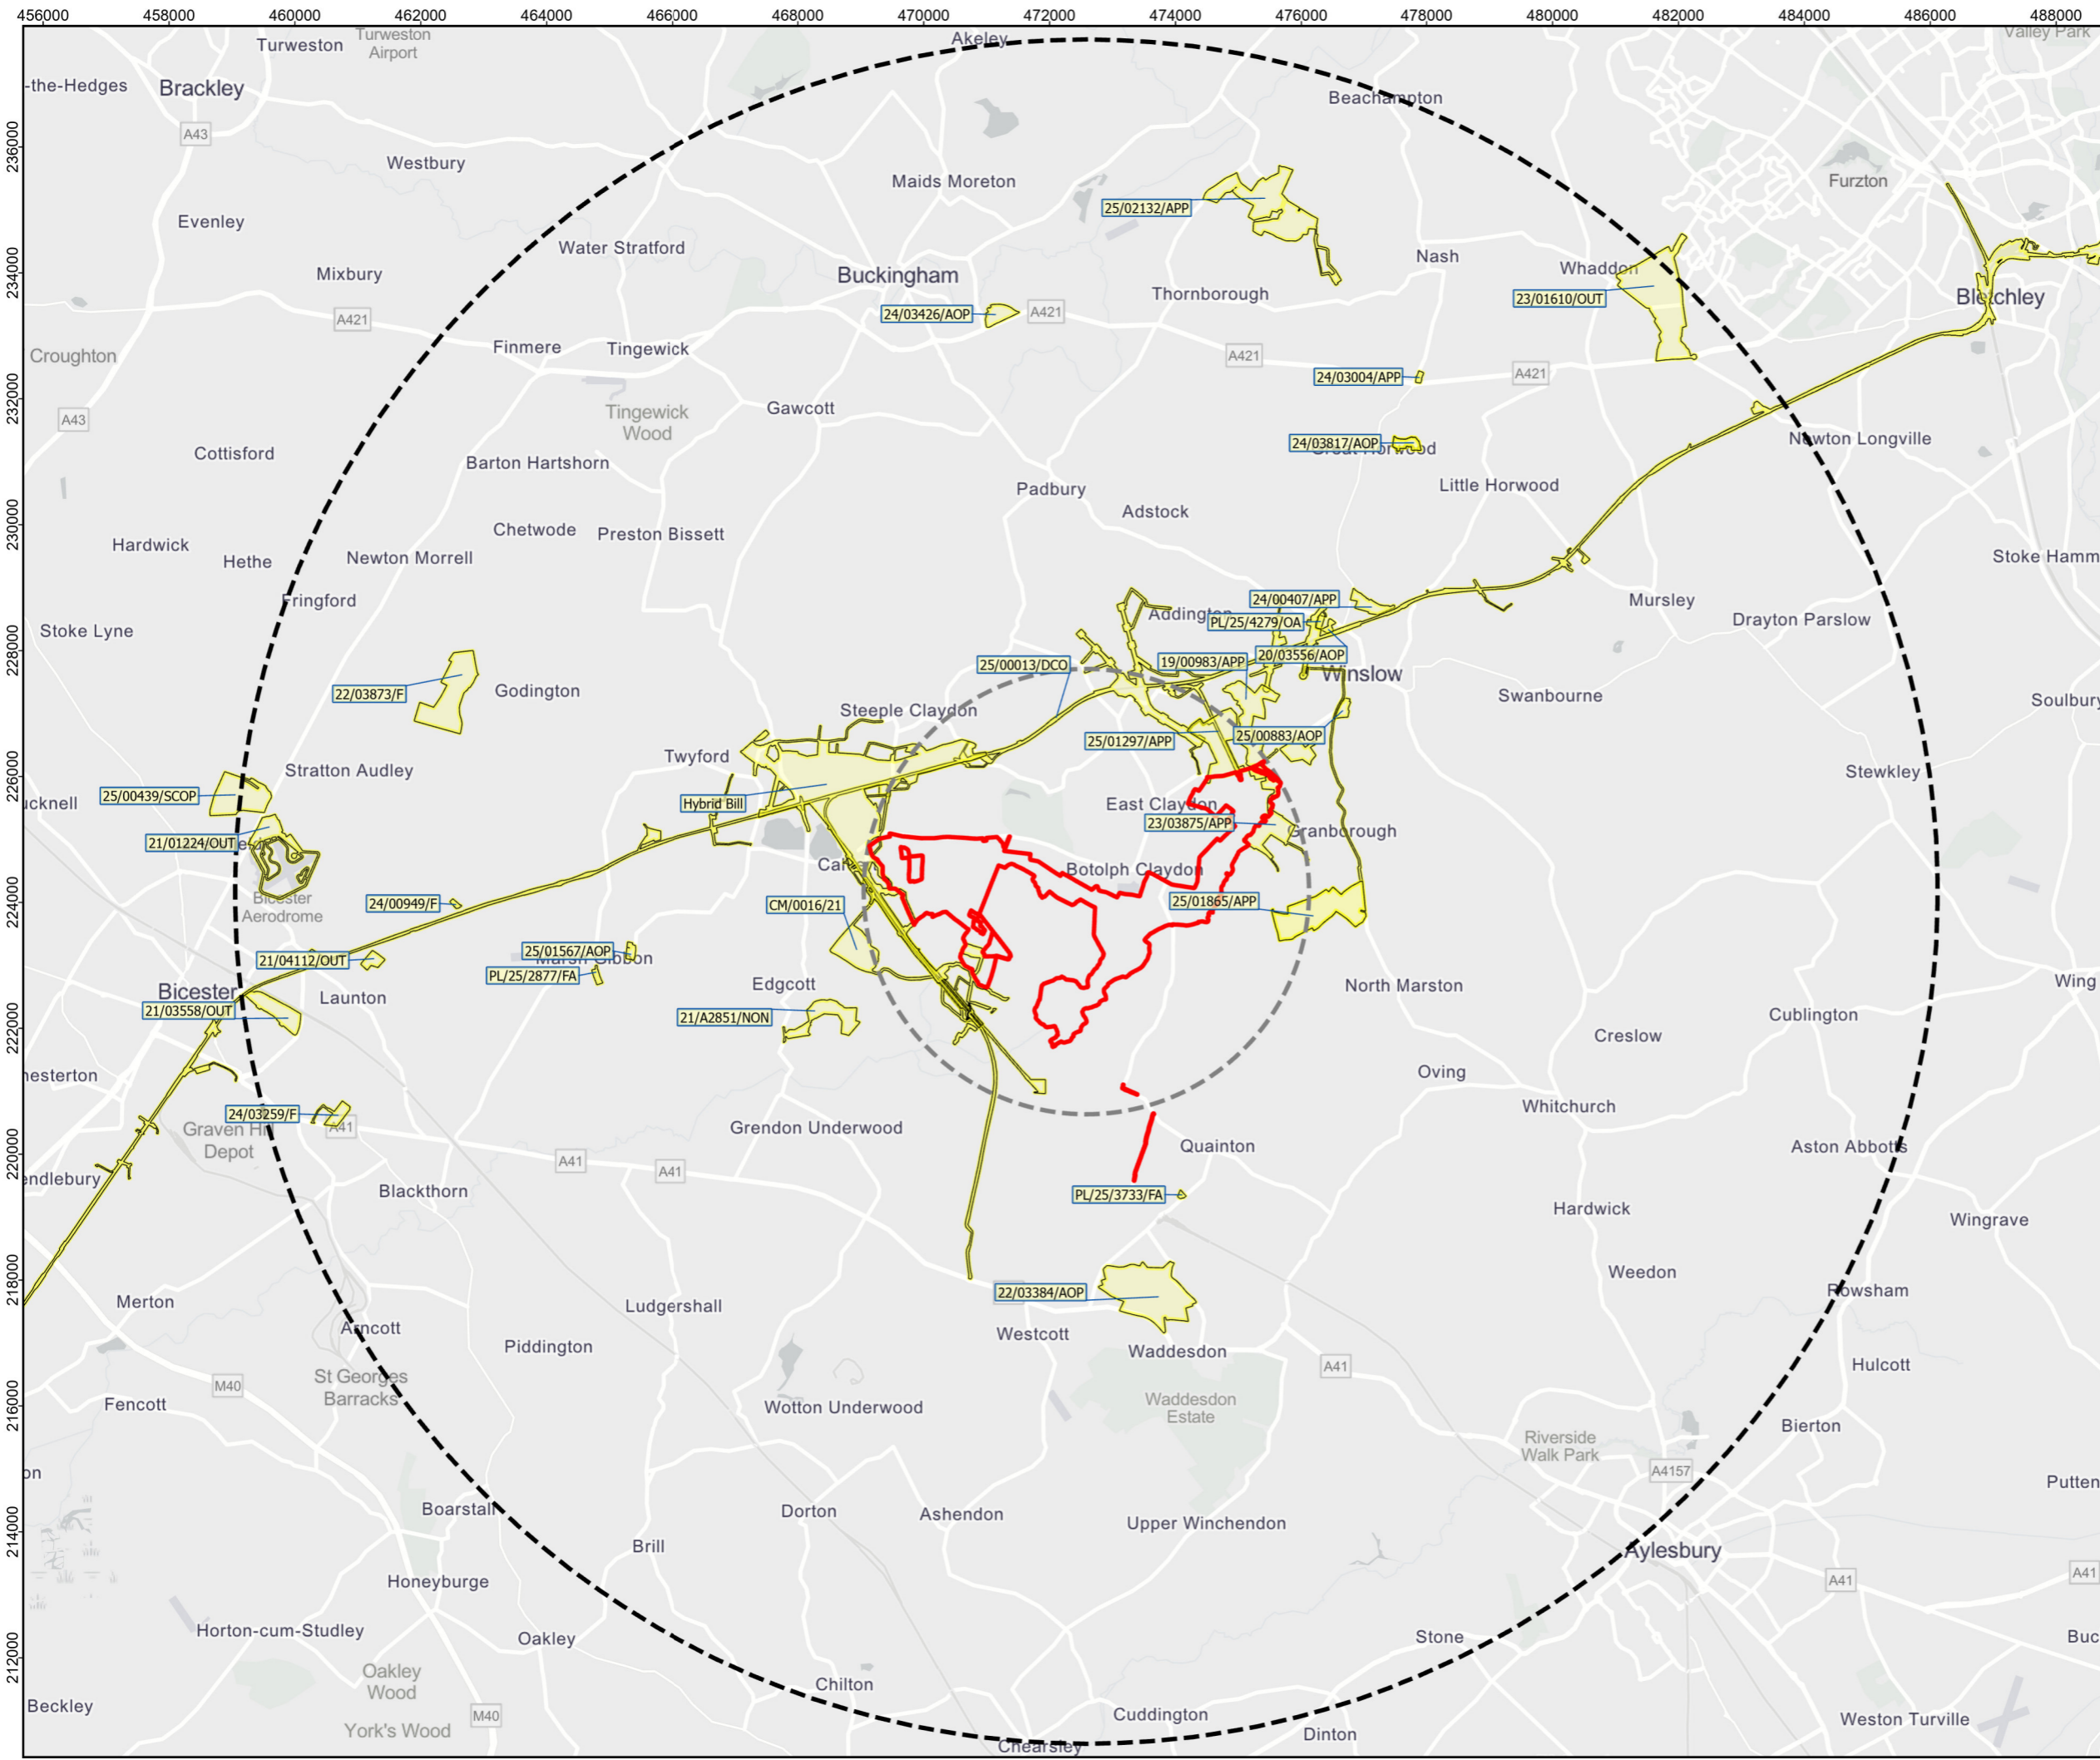 456000 458000 460000 462000 464000 466000 468000 470000 472000 474000 476000 478000 480000 482000 484000 486000 488000
Turweston
Turweston
Airport
Akeley
Valley Park
-the-Hedges
Brackley
Beachampton
A43
236000
Westbury
Maids Moreton
Furzton
25/02132/APP
Evenley
Water Stratford
Nash
Whaddon
Mixbury
Buckingham
234000
Thornborough
23/01610/OUT
Bletchley
24/03426/AOP
A421
A421
Croughton
Finmere
Tingewick
A421
24/03004/APP
A421
232000
Tingewick
Wood
Gawcott
A43
24/03817/AOP
Great Horwood
Newton Longville
Cottisford
Barton Hartshorn
Padbury
Little Horwood
Adstock
230000
Chetwode
Preston Bissett
Hardwick
Hethe
Newton Morrell
Stoke Hamm
Fringford
24/00407/APP
Mursley
Addington
PL/25/4279/OA
Drayton Parslow
Stoke Lyne
228000
20/03556/AOP
19/00983/APP
25/00013/DCO
Winslow
22/03873/F
Godington
Swanbourne
Soulbury
Steeple Claydon
25/01297/APP
25/00883/AOP
Twyford
226000
Stratton Audley
Stewkley
25/00439/SCOP
ucknell
Hybrid Bill
East Claydon
23/03875/APP
Granborough
21/01224/OUT
Botolph Claydon
224000
24/00949/F
Bicester
Aerodrome
CM/0016/21
25/01865/APP
25/01567/AOP
Marsh Gibbon
21/04112/OUT
PL/25/2877/FA
Edgcott
North Marston
Wing
Bicester
Launton
21/03558/OUT
21/A2851/NON
222000
Cublington
Creslow
hesterton
Oving
24/03259/F
A41
Whitchurch
Graven Hill
Depot
Grendon Underwood
220000
Quainton
Aston Abbotts
A41
A41
endlebury
Blackthorn
PL/25/3733/FA
Hardwick
Wingrave
218000
Weedon
22/03384/AOP
Rowsham
Merton
Ludgershall
Arncott
Westcott
Piddington
Waddesdon
A41
Hulcott
M40
St Georges
Barracks
216000
Fencott
Wotton Underwood
Waddesdon
Estate
Bierton
Riverside
Walk Park
on
A4157
Putten
214000
Boarstall
Dorton
Ashendon
Upper Winchendon
Brill
Aylesbury
Honeyburge
A41
A41
212000
Horton-cum-Studley
Oakley
Stone
Buc
Oakley
Wood
Chilton
Beckley
M40
Cuddington
Weston Turville
York's Wood
Dinton
Chearsley